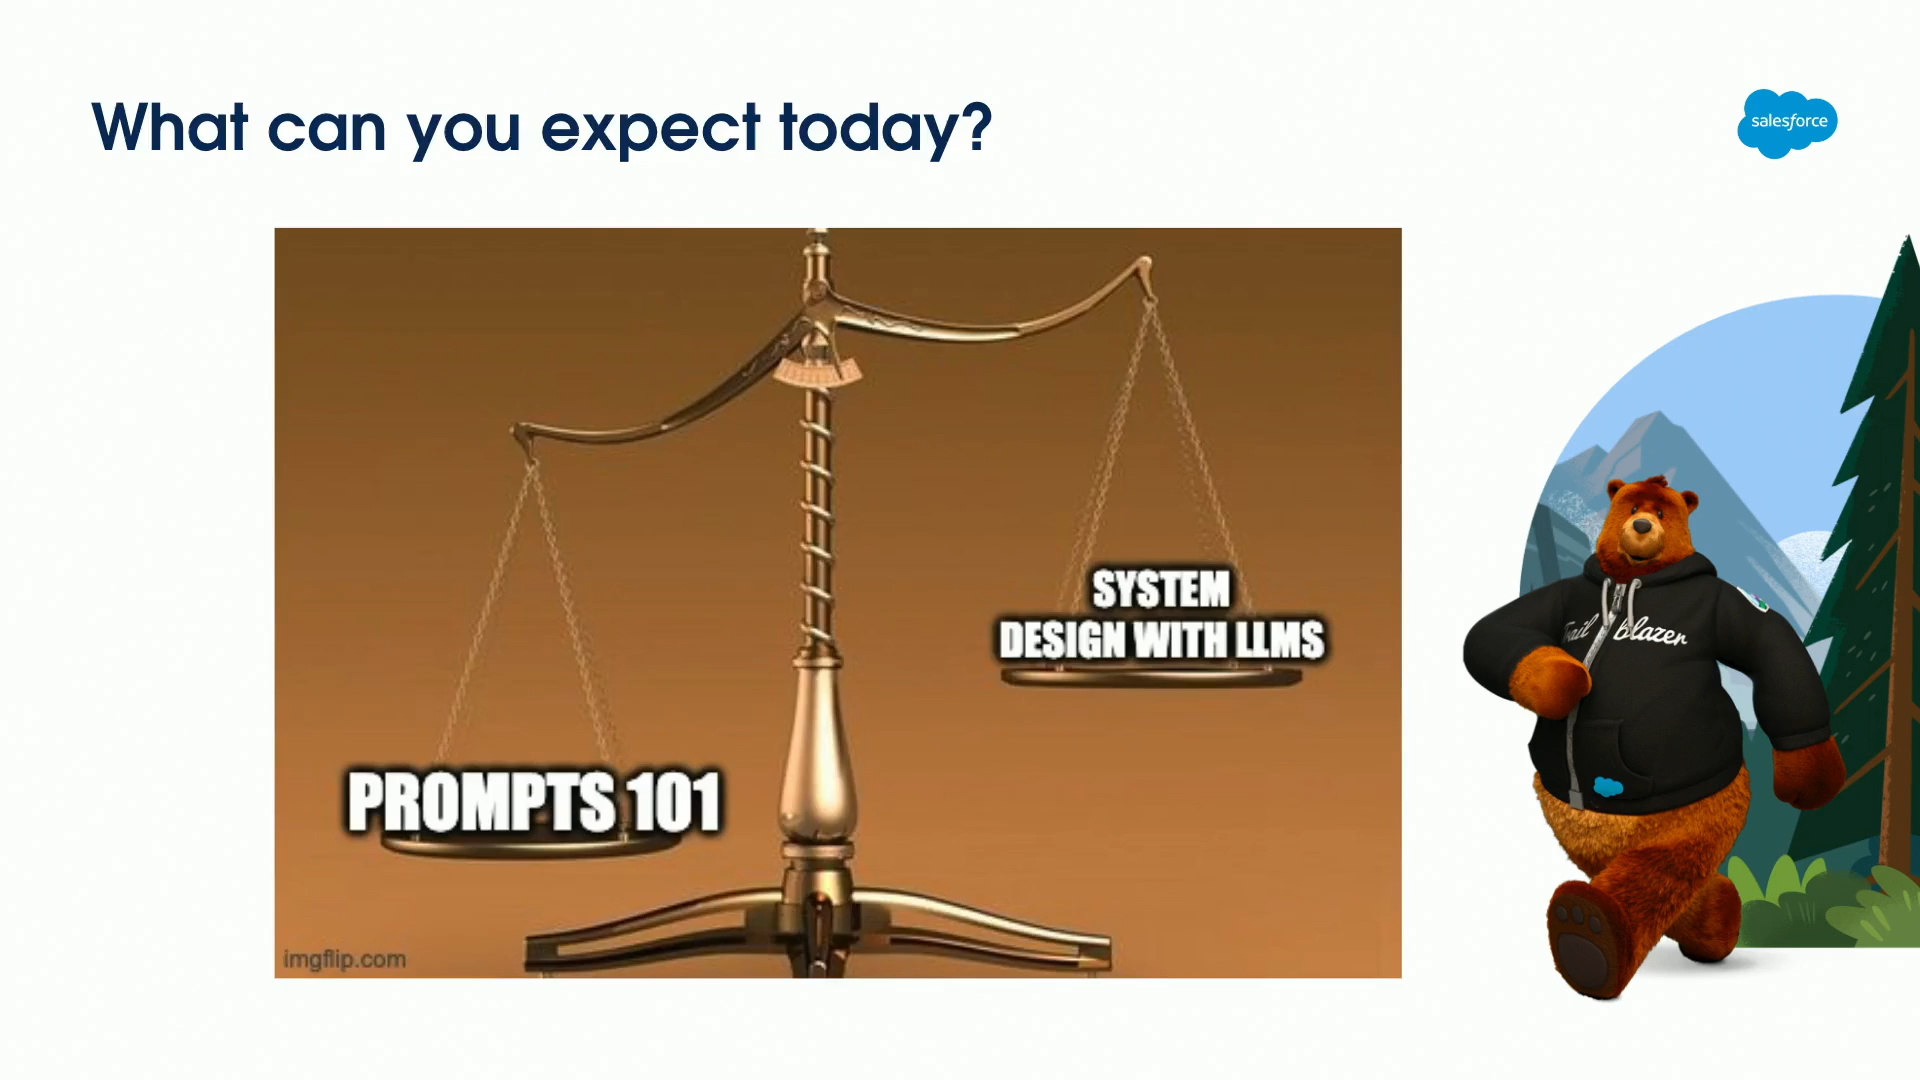 What can you expect today?
salesforce
SYSTEM
DESIGN WITH LLMS
PROMPTS 101
Trail blazer
imgflip.com